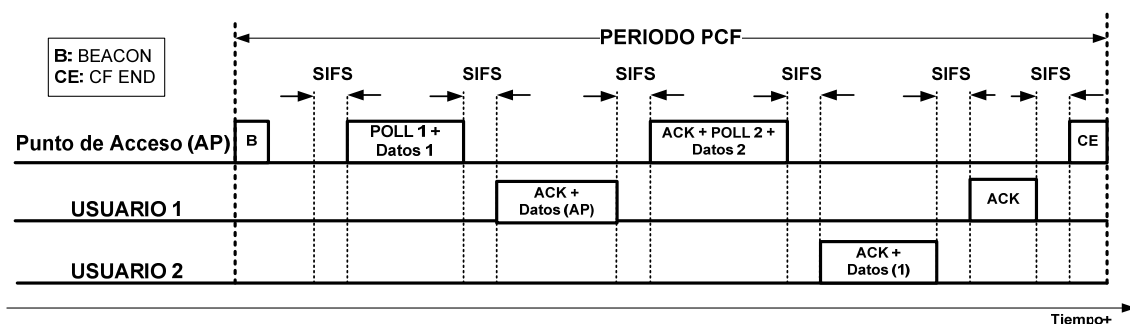 PERIODO PCF
B: BEACON
CE: CF END
SIFS
SIFS
SIFS
SIFS
SIFS
SIFS
Punto de Acceso (AP)
B
POLL 1 +
Datos 1
ACK + POLL 2 +
Datos 2
CE
USUARIO 1
ACK +
Datos (AP)
ACK
USUARIO 2
ACK +
Datos (1)
Tiempo+